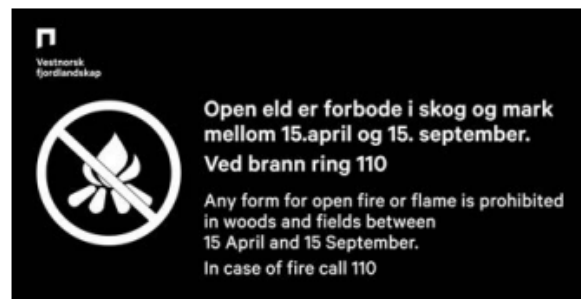 Vestnorsk
fjordlandskap
Open eld er forbode i skog og mark
mellom 15.april og 15. september.
Ved brann ring 110
Any form for open fire or flame is prohibited
in woods and fields between
15 April and 15 September.
In case of fire call 110